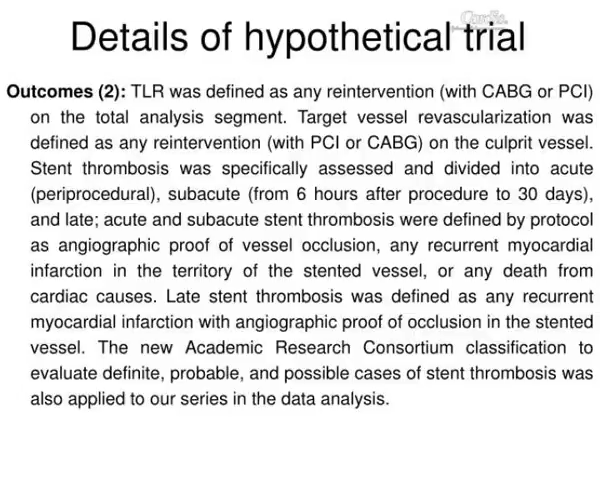 Details of hypothetical trial
Outcomes (2): TLR was defined as any reintervention (with CABG or PCI)
on the total analysis segment. Target vessel revascularization was
defined as any reintervention (with PCI or CABG) on the culprit vessel.
Stent thrombosis was specifically assessed and divided into acute
(periprocedural), subacute (from 6 hours after procedure to 30 days),
and late; acute and subacute stent thrombosis were defined by protocol
as angiographic proof of vessel occlusion, any recurrent myocardial
infarction in the territory of the stented vessel, or any death from
cardiac causes. Late stent thrombosis was defined as any recurrent
myocardial infarction with angiographic proof of occlusion in the stented
vessel. The new Academic Research Consortium classification to
evaluate definite, probable, and possible cases of stent thrombosis was
also applied to our series in the data analysis.